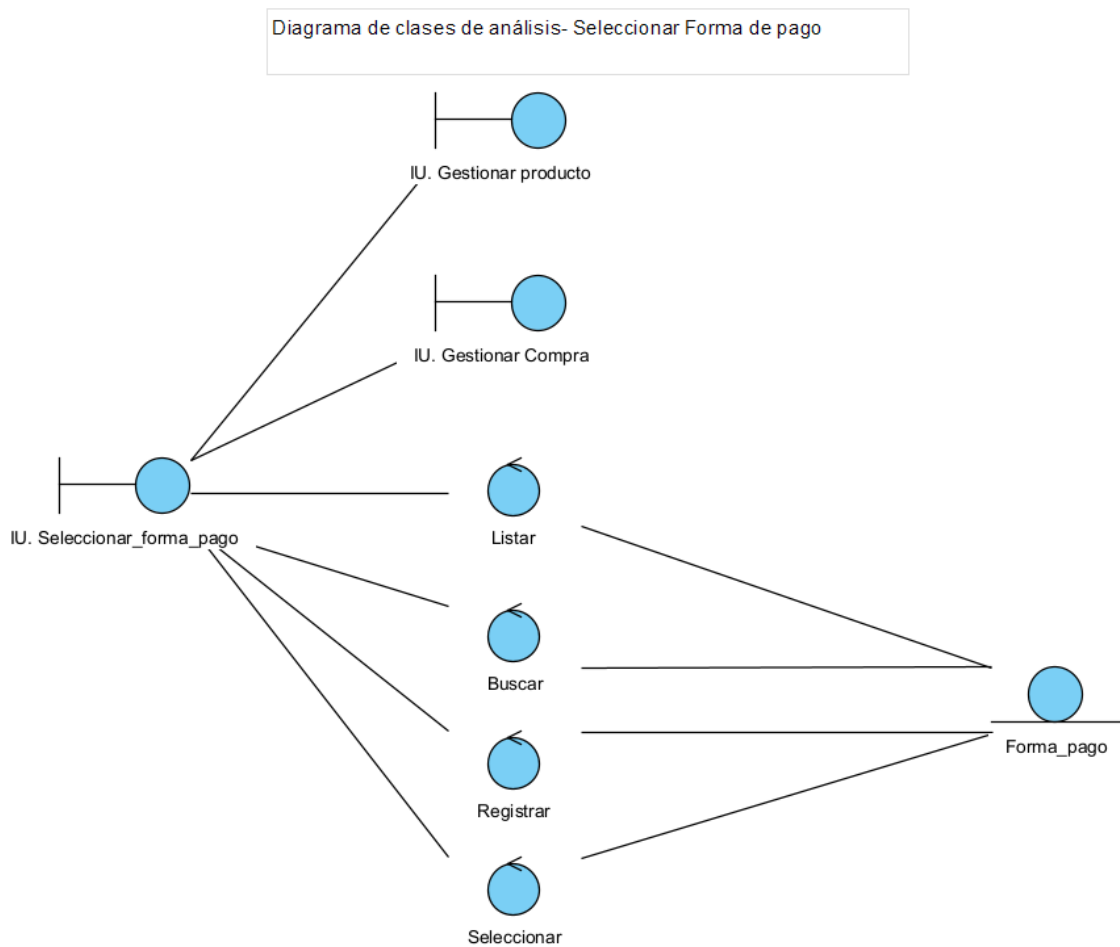 Diagrama de clases de análisis- Seleccionar Forma de pago
IU. Gestionar producto
IU. Gestionar Compra
IU. Seleccionar_forma_pago
Listar
Buscar
Registrar
Forma_pago
Seleccionar